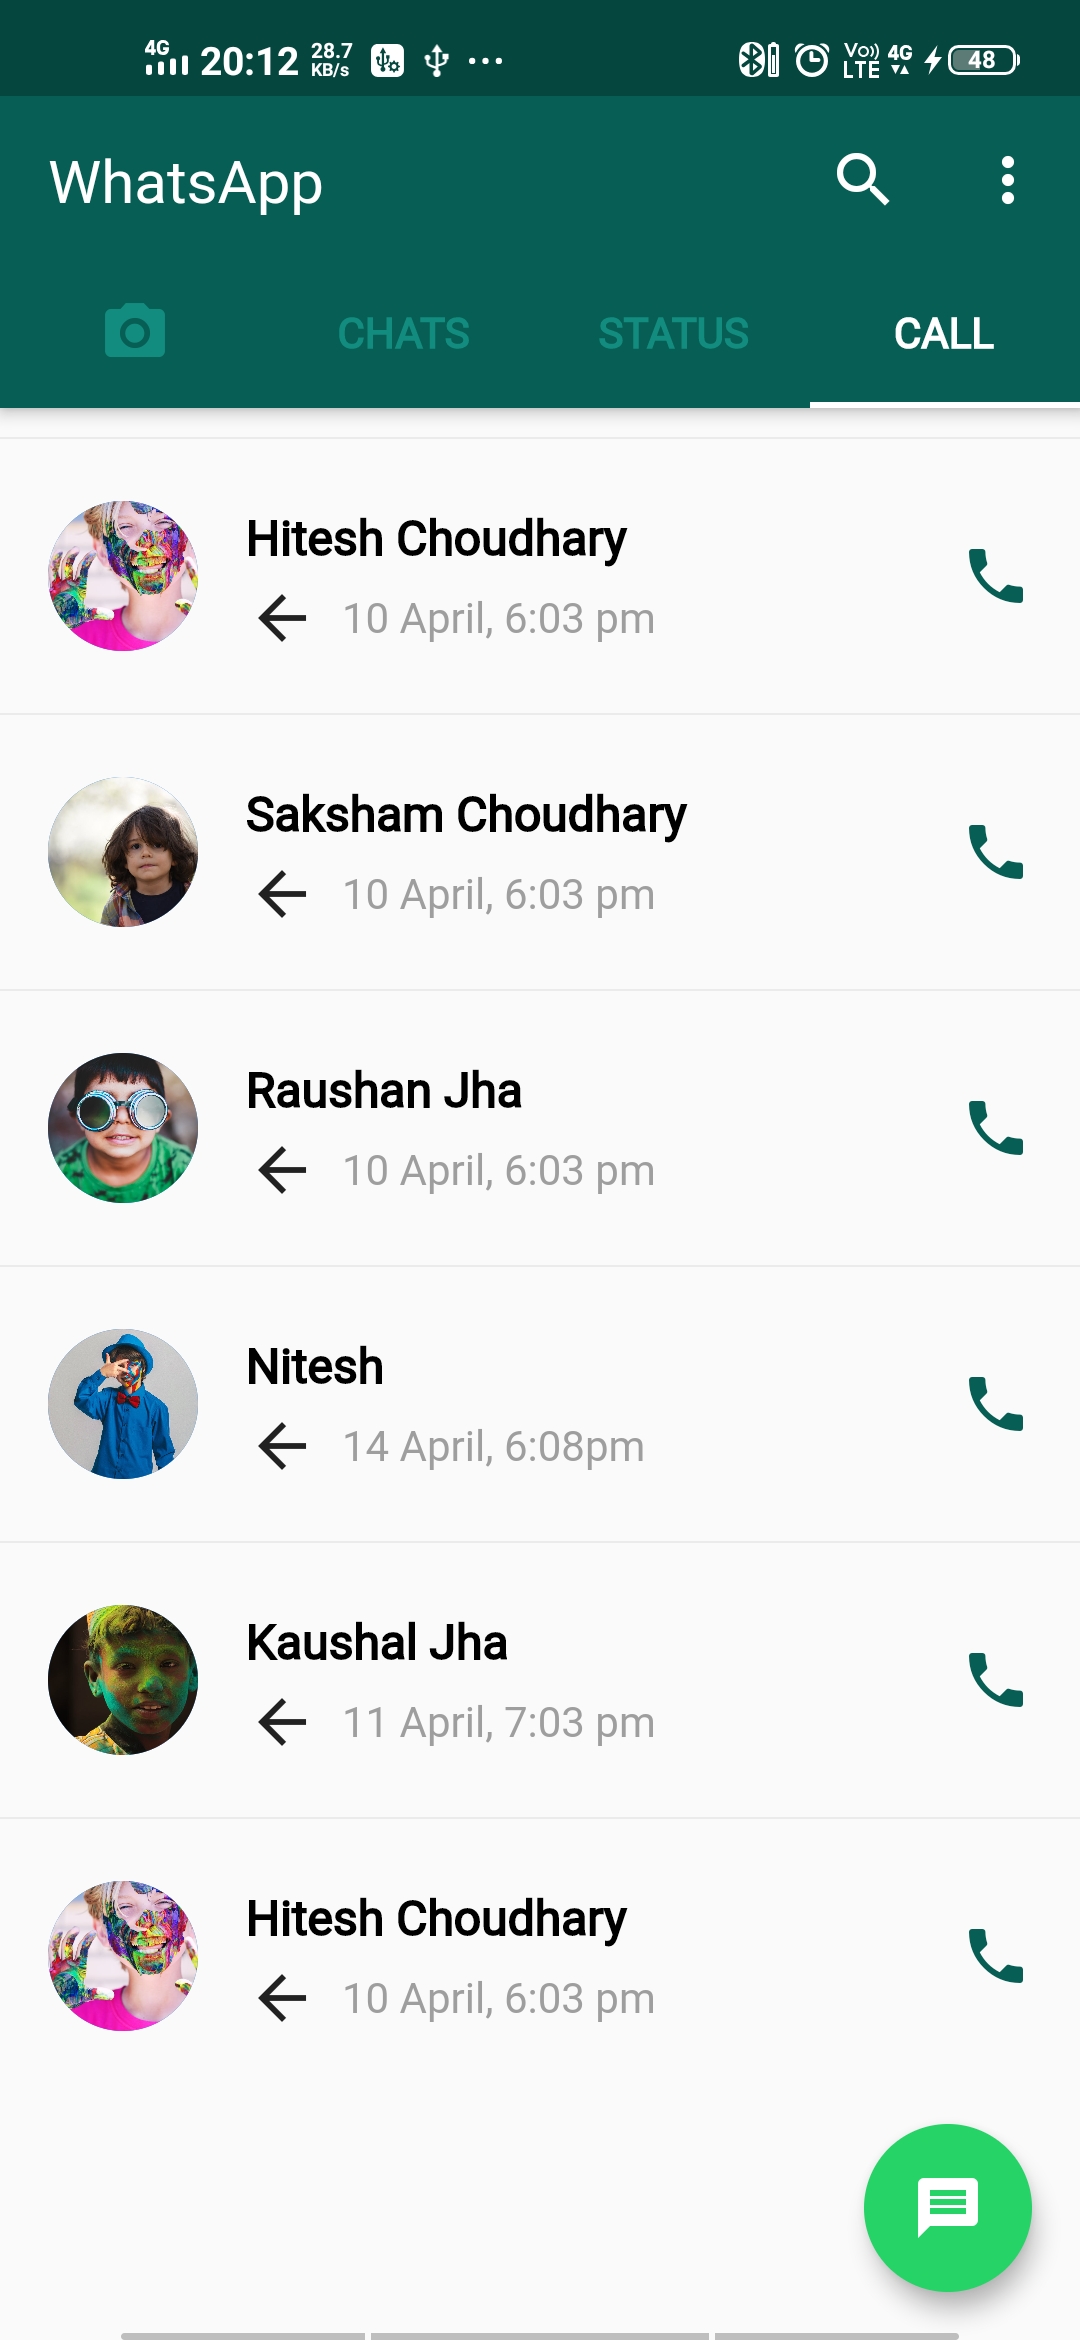 4G 20:12 28.7 KB/s ... Vo)) LTE 4G 48
WhatsApp
CHATS STATUS CALL
Hitesh Choudhary
10 April, 6:03 pm
Saksham Choudhary
10 April, 6:03 pm
Raushan Jha
10 April, 6:03 pm
Nitesh
14 April, 6:08pm
Kaushal Jha
11 April, 7:03 pm
Hitesh Choudhary
10 April, 6:03 pm